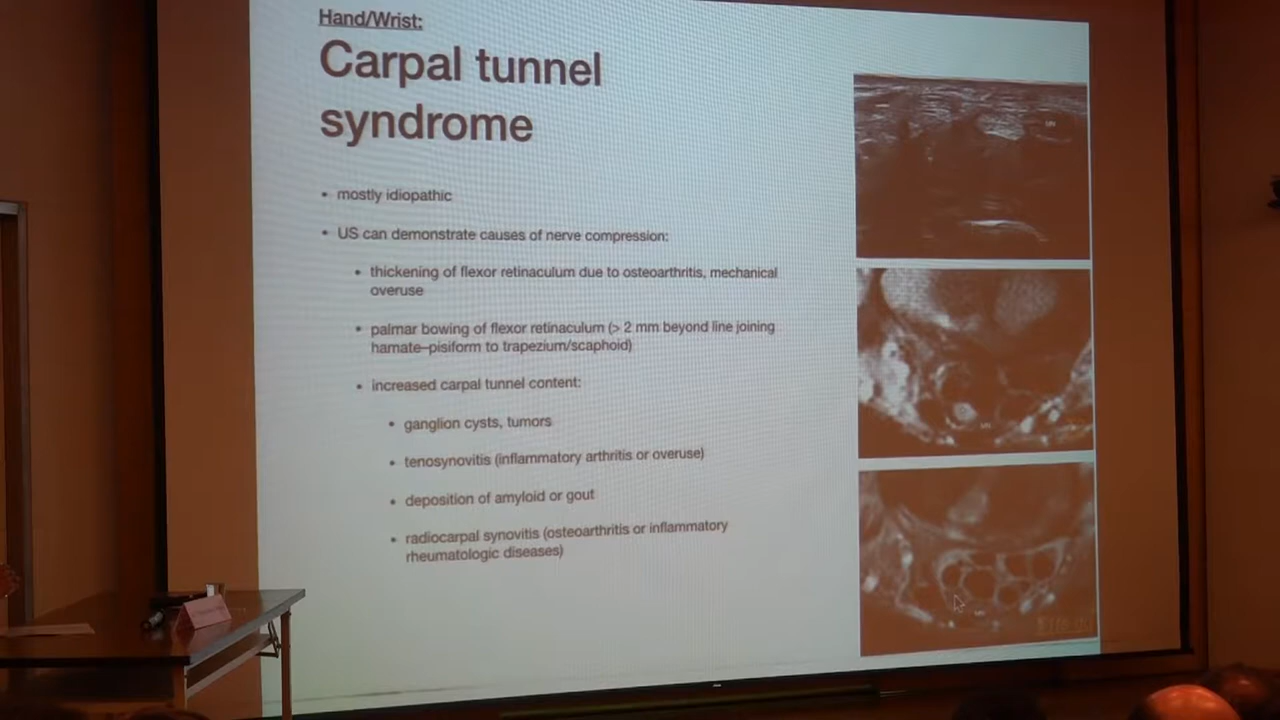 Hand/Wrist:
Carpal tunnel
syndrome
• mostly idiopathic
• US can demonstrate causes of nerve compression:
• thickening of flexor retinaculum due to osteoarthritis, mechanical
overuse
• palmar bowing of flexor retinaculum (> 2 mm beyond line joining
hamate–pisiform to trapezium/scaphoid)
• increased carpal tunnel content:
• ganglion cysts, tumors
• tenosynovitis (inflammatory arthritis or overuse)
• deposition of amyloid or gout
• radiocarpal synovitis (osteoarthritis or inflammatory
rheumatologic diseases)